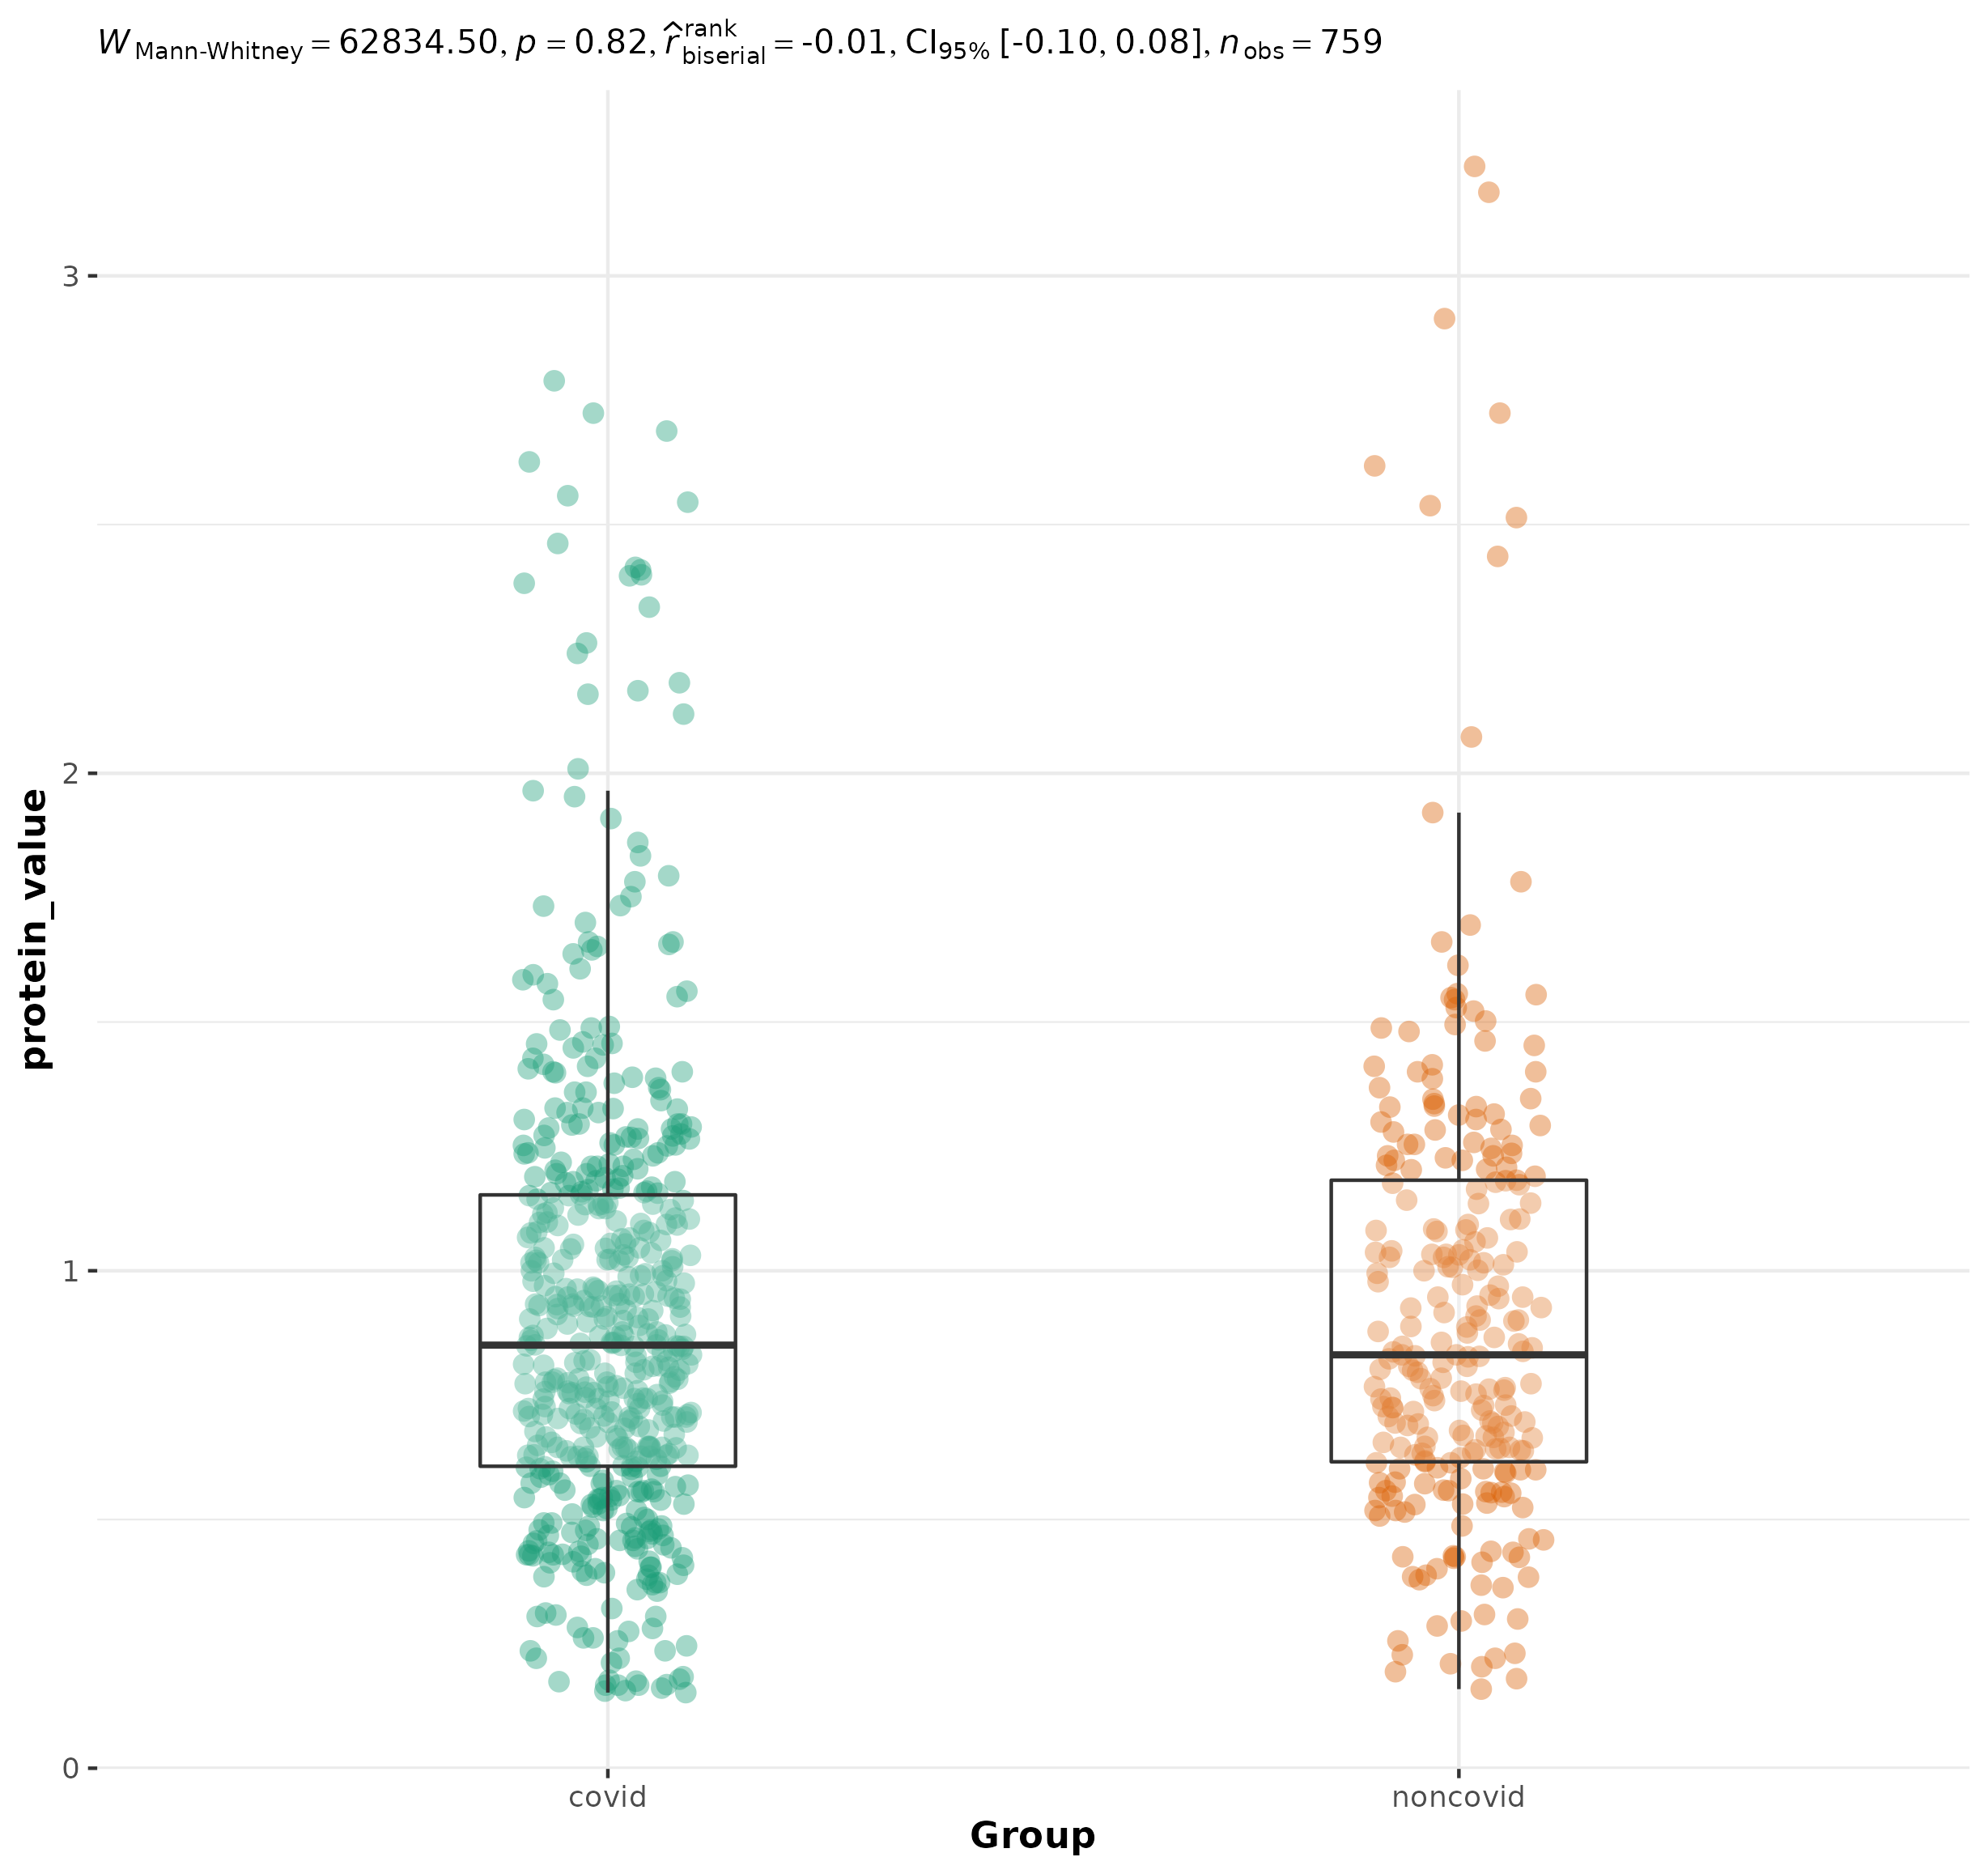 W Mann-Whitney = 62834.50, p = 0.82, r̂ rank biserial = -0.01, CI95% [-0.10, 0.08], n obs = 759
3
2
1
0
protein_value
covid noncovid
Group